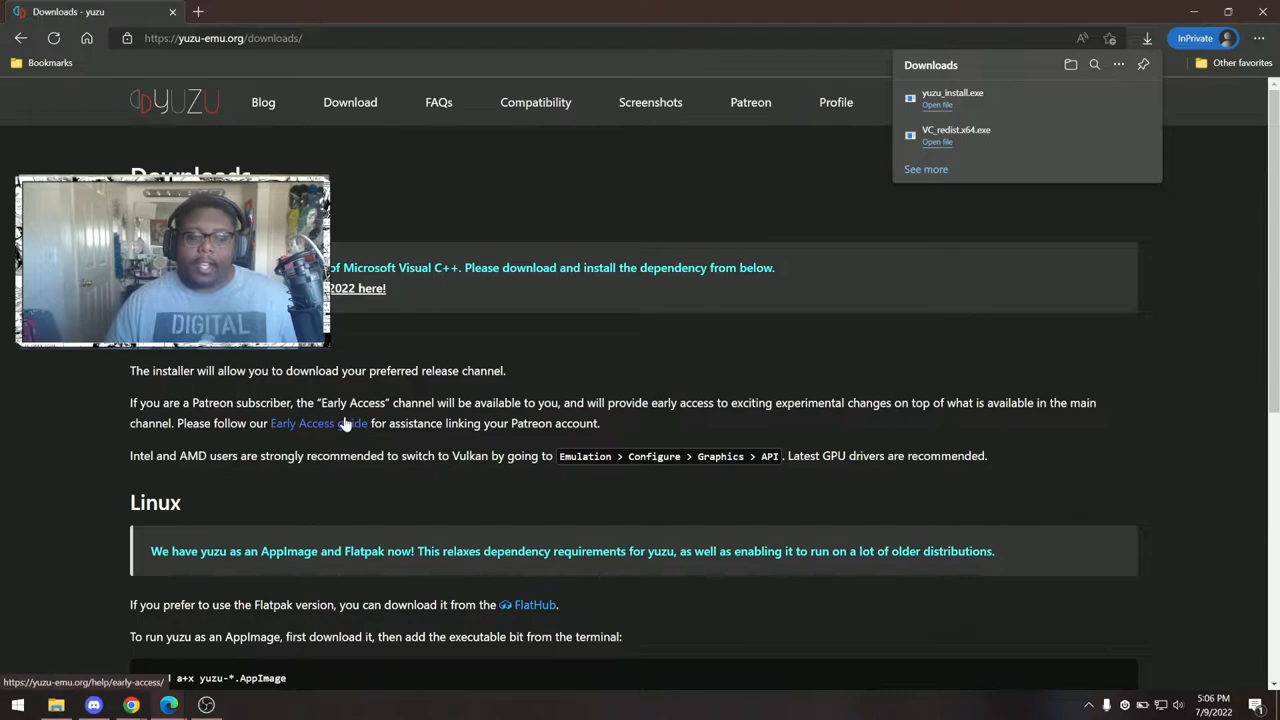 Downloads - yuzu
https://yuzu-emu.org/downloads/
InPrivate
Bookmarks
Other favorites
Downloads
yuzu_install.exe
Open file
VC_redist.x64.exe
Open file
See more
YUZU
Blog
Download
FAQs
Compatibility
Screenshots
Patreon
Profile
Downloads
of Microsoft Visual C++. Please download and install the dependency from below.
2022 here!
DIGITAL
The installer will allow you to download your preferred release channel.
If you are a Patreon subscriber, the “Early Access” channel will be available to you, and will provide early access to exciting experimental changes on top of what is available in the main
channel. Please follow our Early Access guide for assistance linking your Patreon account.
Intel and AMD users are strongly recommended to switch to Vulkan by going to Emulation > Configure > Graphics > API. Latest GPU drivers are recommended.
Linux
We have yuzu as an AppImage and Flatpak now! This relaxes dependency requirements for yuzu, as well as enabling it to run on a lot of older distributions.
If you prefer to use the Flatpak version, you can download it from the FlatHub.
To run yuzu as an AppImage, first download it, then add the executable bit from the terminal:
a+x yuzu-*.AppImage
https://yuzu-emu.org/help/early-access/
5:06 PM
7/9/2022
1